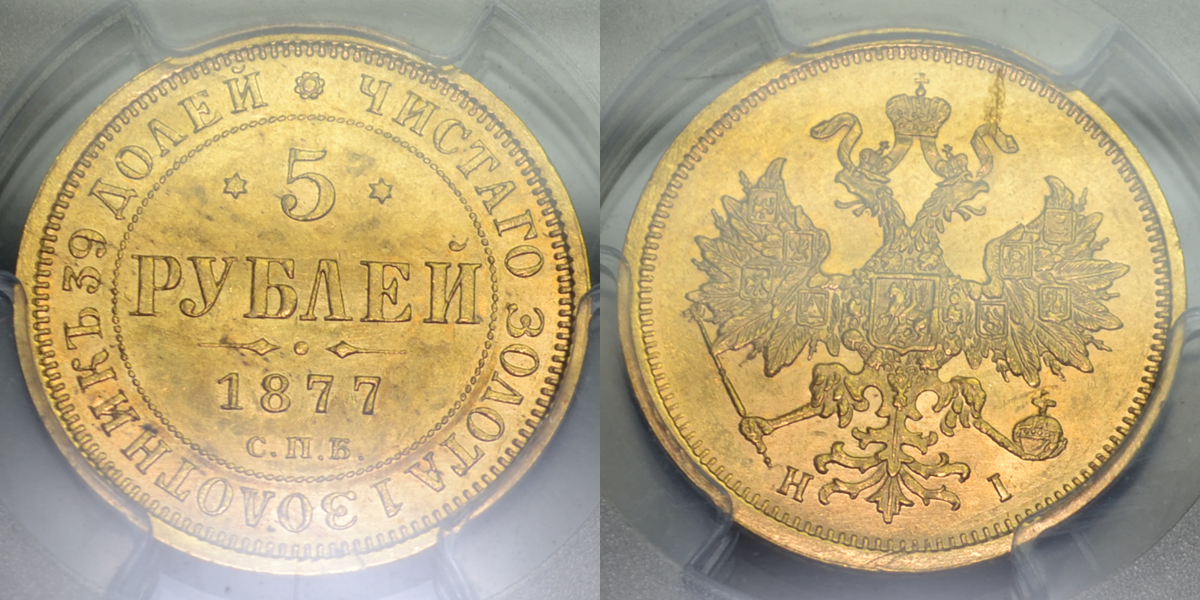 ЧИСТАГО ЗОЛОТА 1 ЗОЛОТНИКЪ 39 ДОЛЕЙ
5
РУБЛЕЙ
1877
С.П.Б.
Н I